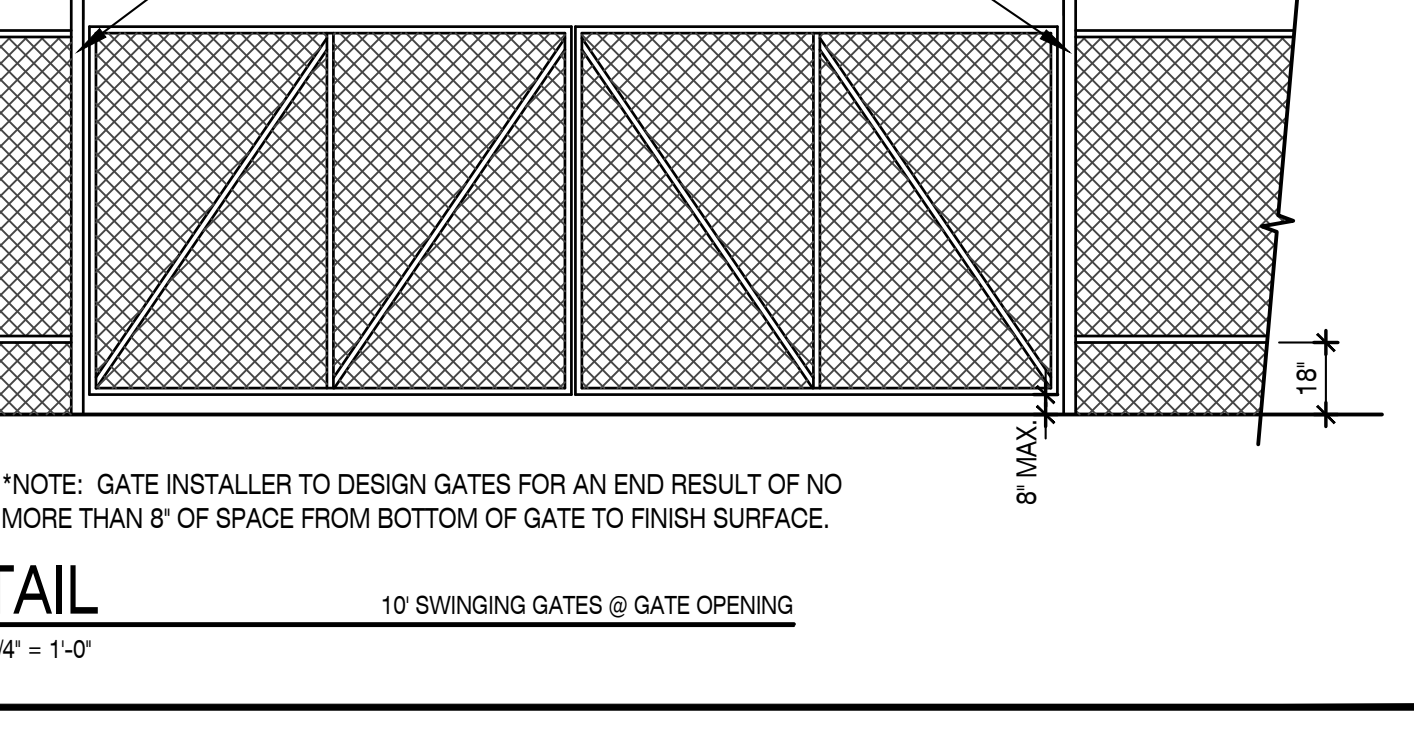 18"
8" MAX.
*NOTE: GATE INSTALLER TO DESIGN GATES FOR AN END RESULT OF NO
MORE THAN 8" OF SPACE FROM BOTTOM OF GATE TO FINISH SURFACE.
TAIL
10' SWINGING GATES @ GATE OPENING
/4" = 1'-0"